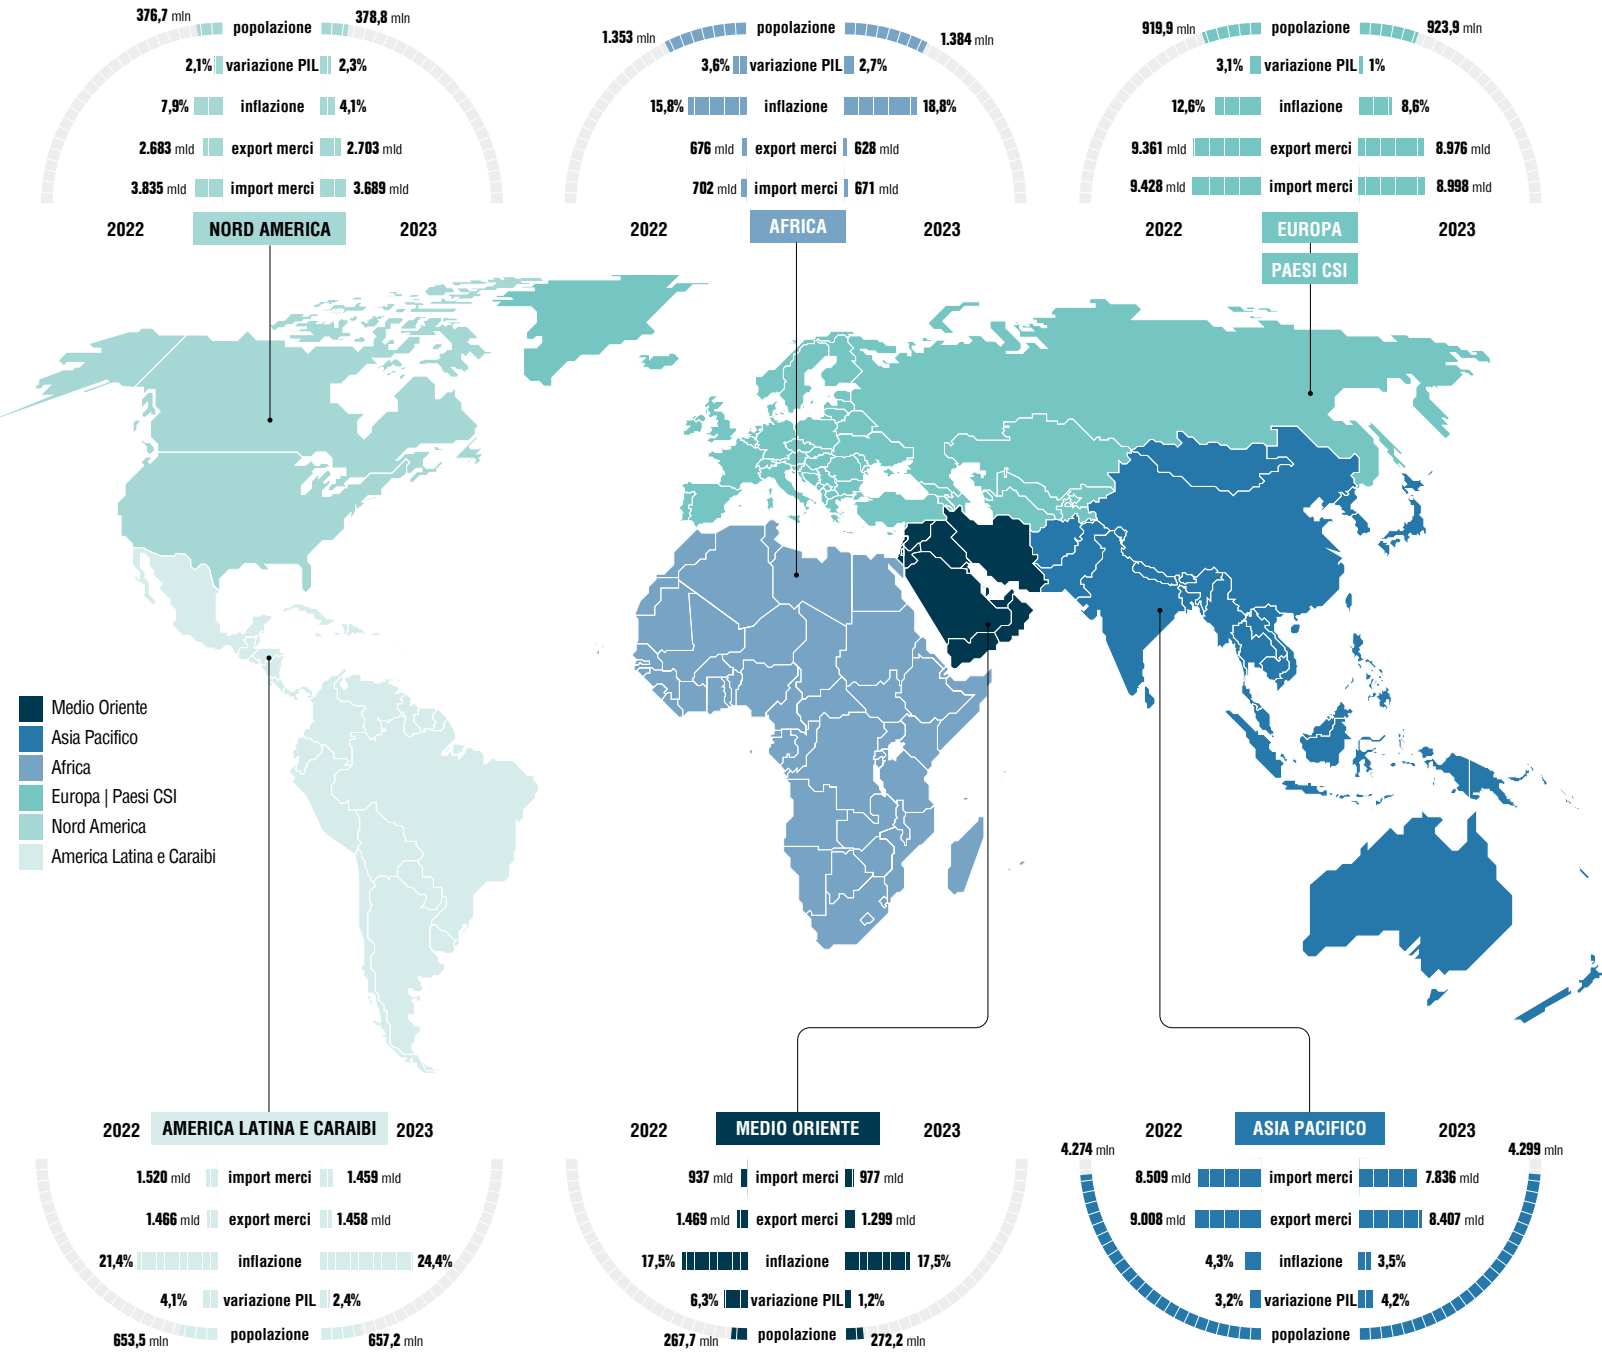 376,7 mln popolazione 378,8 mln
2,1% variazione PIL 2,3%
7,9% inflazione 4,1%
2.683 mld export merci 2.703 mld
3.835 mld import merci 3.689 mld
2022 NORD AMERICA 2023
1.353 mln popolazione 1.384 mln
3,6% variazione PIL 2,7%
15,8% inflazione 18,8%
676 mld export merci 628 mld
702 mld import merci 671 mld
2022 AFRICA 2023
919,9 mln popolazione 923,9 mln
3,1% variazione PIL 1%
12,6% inflazione 8,6%
9.361 mld export merci 8.976 mld
9.428 mld import merci 8.998 mld
2022 EUROPA 2023
PAESI CSI
Medio Oriente
Asia Pacifico
Africa
Europa | Paesi CSI
Nord America
America Latina e Caraibi
2022 AMERICA LATINA E CARAIBI 2023
1.520 mld import merci 1.459 mld
1.466 mld export merci 1.458 mld
21,4% inflazione 24,4%
4,1% variazione PIL 2,4%
653,5 mln popolazione 657,2 mln
2022 MEDIO ORIENTE 2023
937 mld import merci 977 mld
1.469 mld export merci 1.299 mld
17,5% inflazione 17,5%
6,3% variazione PIL 1,2%
267,7 mln popolazione 272,2 mln
2022 ASIA PACIFICO 2023
4.274 mln 4.299 mln
8.509 mld import merci 7.836 mld
9.008 mld export merci 8.407 mld
4,3% inflazione 3,5%
3,2% variazione PIL 4,2%
popolazione